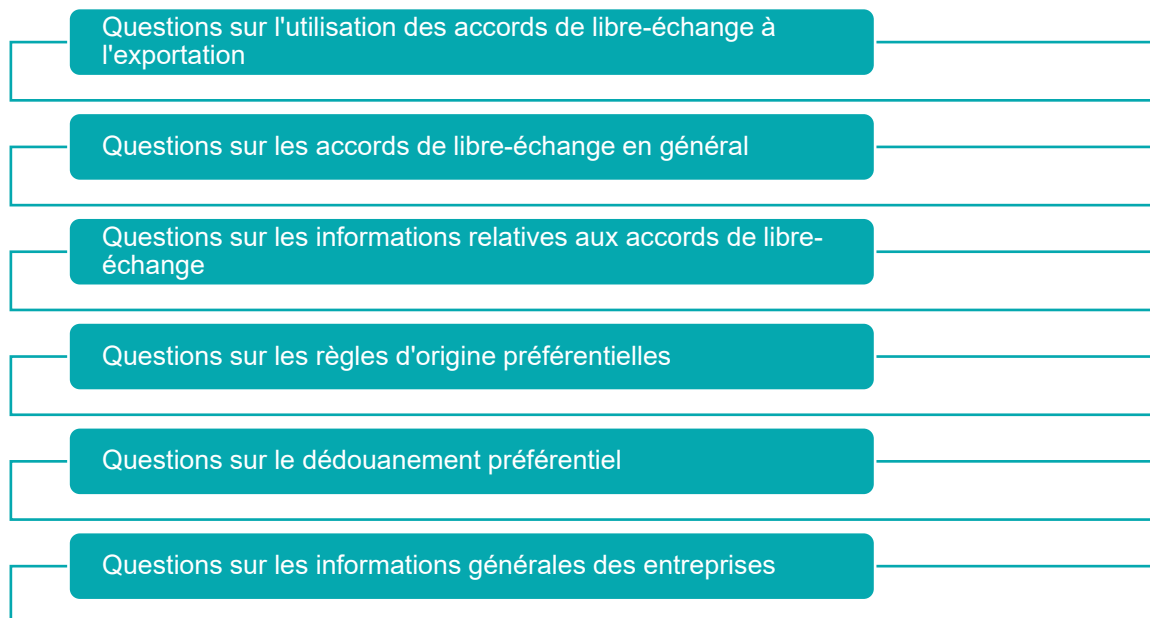 Questions sur l'utilisation des accords de libre-échange à
l'exportation
Questions sur les accords de libre-échange en général
Questions sur les informations relatives aux accords de libre-
échange
Questions sur les règles d'origine préférentielles
Questions sur le dédouanement préférentiel
Questions sur les informations générales des entreprises